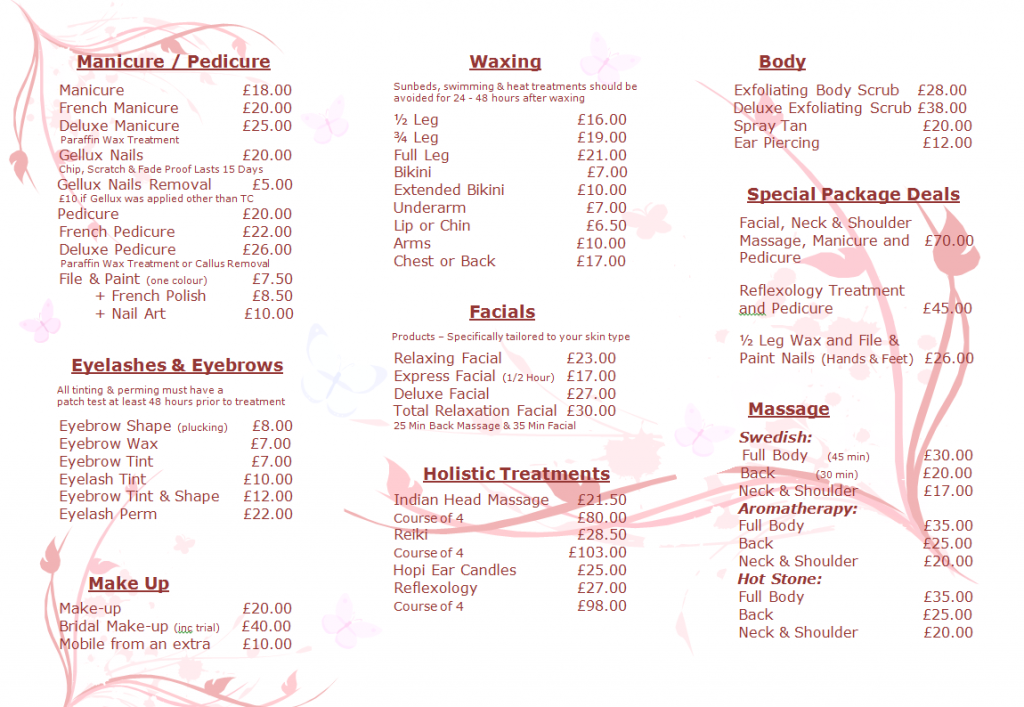 Manicure / Pedicure
Manicure £18.00
French Manicure £20.00
Deluxe Manicure £25.00
Paraffin Wax Treatment
Gellux Nails £20.00
Chip, Scratch & Fade Proof Lasts 15 Days
Gellux Nails Removal £5.00
£10 if Gellux was applied other than TC
Pedicure £20.00
French Pedicure £22.00
Deluxe Pedicure £26.00
Paraffin Wax Treatment or Callus Removal
File & Paint (one colour) £7.50
+ French Polish £8.50
+ Nail Art £10.00
Eyelashes & Eyebrows
All tinting & perming must have a
patch test at least 48 hours prior to treatment
Eyebrow Shape (plucking) £8.00
Eyebrow Wax £7.00
Eyebrow Tint £7.00
Eyelash Tint £10.00
Eyebrow Tint & Shape £12.00
Eyelash Perm £22.00
Make Up
Make-up £20.00
Bridal Make-up (inc trial) £40.00
Mobile from an extra £10.00
Waxing
Sunbeds, swimming & heat treatments should be
avoided for 24 - 48 hours after waxing
½ Leg £16.00
¾ Leg £19.00
Full Leg £21.00
Bikini £7.00
Extended Bikini £10.00
Underarm £7.00
Lip or Chin £6.50
Arms £10.00
Chest or Back £17.00
Facials
Products – Specifically tailored to your skin type
Relaxing Facial £23.00
Express Facial (1/2 Hour) £17.00
Deluxe Facial £27.00
Total Relaxation Facial £30.00
25 Min Back Massage & 35 Min Facial
Holistic Treatments
Indian Head Massage £21.50
Course of 4 £80.00
Reiki £28.50
Course of 4 £103.00
Hopi Ear Candles £25.00
Reflexology £27.00
Course of 4 £98.00
Body
Exfoliating Body Scrub £28.00
Deluxe Exfoliating Scrub £38.00
Spray Tan £20.00
Ear Piercing £12.00
Special Package Deals
Facial, Neck & Shoulder
Massage, Manicure and £70.00
Pedicure
Reflexology Treatment
and Pedicure £45.00
½ Leg Wax and File &
Paint Nails (Hands & Feet) £26.00
Massage
Swedish:
Full Body (45 min) £30.00
Back (30 min) £20.00
Neck & Shoulder £17.00
Aromatherapy:
Full Body £35.00
Back £25.00
Neck & Shoulder £20.00
Hot Stone:
Full Body £35.00
Back £25.00
Neck & Shoulder £20.00